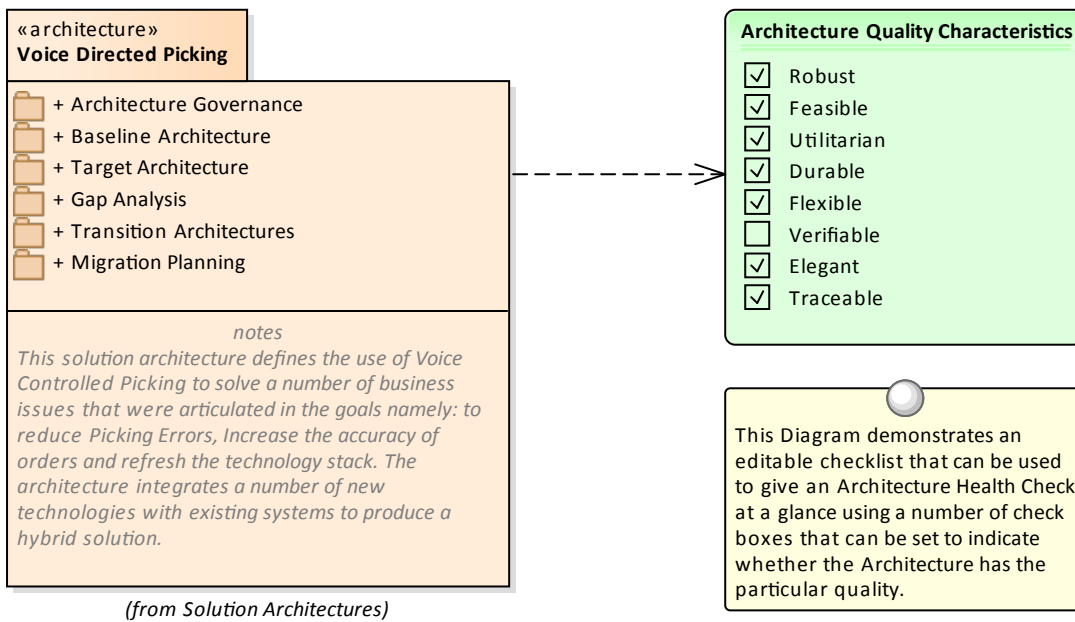 «architecture»
Voice Directed Picking
+ Architecture Governance
+ Baseline Architecture
+ Target Architecture
+ Gap Analysis
+ Transition Architectures
+ Migration Planning
notes
This solution architecture defines the use of Voice
Controlled Picking to solve a number of business
issues that were articulated in the goals namely: to
reduce Picking Errors, Increase the accuracy of
orders and refresh the technology stack. The
architecture integrates a number of new
technologies with existing systems to produce a
hybrid solution.
(from Solution Architectures)
Architecture Quality Characteristics
Robust
Feasible
Utilitarian
Durable
Flexible
Verifiable
Elegant
Traceable
This Diagram demonstrates an
editable checklist that can be used
to give an Architecture Health Check
at a glance using a number of check
boxes that can be set to indicate
whether the Architecture has the
particular quality.